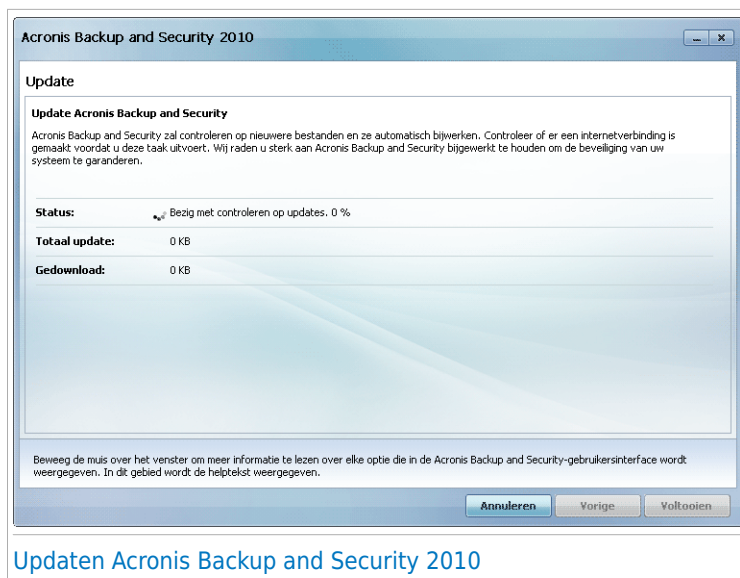 Acronis Backup and Security 2010
Update
Update Acronis Backup and Security
Acronis Backup and Security zal controleren op nieuwere bestanden en ze automatisch bijwerken. Controleer of er een internetverbinding is
gemaakt voordat u deze taak uitvoert. Wij raden u sterk aan Acronis Backup and Security bijgewerkt te houden om de beveiliging van uw
systeem te garanderen.
Status: Bezig met controleren op updates. 0 %
Totaal update: 0 KB
Gedownload: 0 KB
Beweeg de muis over het venster om meer informatie te lezen over elke optie die in de Acronis Backup and Security-gebruikersinterface wordt
weergegeven. In dit gebied wordt de helptekst weergegeven.
Annuleren Vorige Voltooien
Updaten Acronis Backup and Security 2010